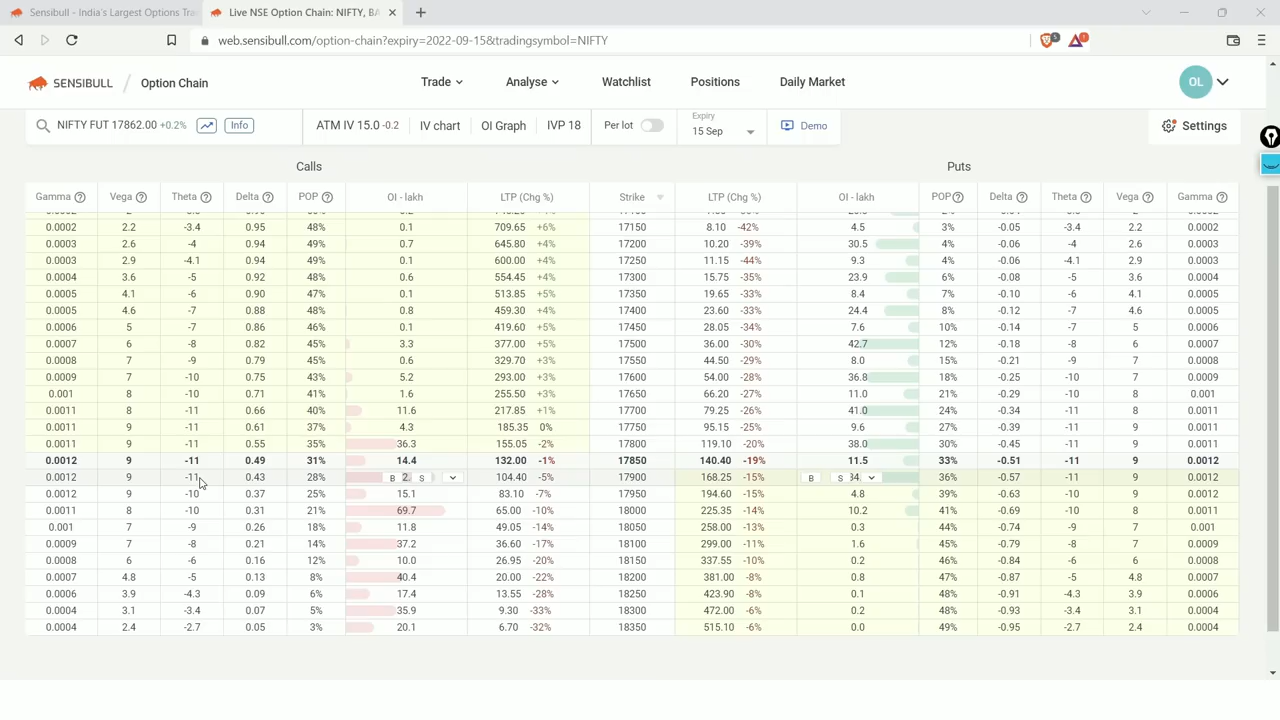 Sensibull - India's Largest Options Tra
Live NSE Option Chain: NIFTY, BA
web.sensibull.com/option-chain?expiry=2022-09-15&tradingsymbol=NIFTY
5
1
SENSIBULL / Option Chain
Trade
Analyse
Watchlist
Positions
Daily Market
OL
NIFTY FUT 17862.00 +0.2%
Info
ATM IV 15.0 -0.2
IV chart
OI Graph
IVP 18
Per lot
Expiry
15 Sep
Demo
Settings
Calls
Puts
Gamma Vega Theta Delta POP OI - lakh LTP (Chg %) Strike LTP (Chg %) OI - lakh POP Delta Theta Vega Gamma
0.0002 2.2 -3.4 0.95 48% 0.1 709.65 +6% 17150 8.10 -42% 4.5 3% -0.05 -3.4 2.2 0.0002
0.0003 2.6 -4 0.94 49% 0.7 645.80 +4% 17200 10.20 -39% 30.5 4% -0.06 -4 2.6 0.0003
0.0003 2.9 -4.1 0.94 49% 0.1 600.00 +4% 17250 11.15 -44% 9.3 4% -0.06 -4.1 2.9 0.0003
0.0004 3.6 -5 0.92 48% 0.6 554.45 +4% 17300 15.75 -35% 23.9 6% -0.08 -5 3.6 0.0004
0.0005 4.1 -6 0.90 47% 0.1 513.85 +5% 17350 19.65 -33% 8.4 7% -0.10 -6 4.1 0.0005
0.0005 4.6 -7 0.88 48% 0.8 459.30 +4% 17400 23.60 -33% 24.4 8% -0.12 -7 4.6 0.0005
0.0006 5 -7 0.86 46% 0.1 419.60 +5% 17450 28.05 -34% 7.6 10% -0.14 -7 5 0.0006
0.0007 6 -8 0.82 45% 3.3 377.00 +5% 17500 36.00 -30% 42.7 12% -0.18 -8 6 0.0007
0.0008 7 -9 0.79 45% 0.6 329.70 +3% 17550 44.50 -29% 8.0 15% -0.21 -9 7 0.0008
0.0009 7 -10 0.75 43% 5.2 293.00 +3% 17600 54.00 -28% 36.8 18% -0.25 -10 7 0.0009
0.001 8 -10 0.71 41% 1.6 255.50 +3% 17650 66.20 -27% 11.0 21% -0.29 -10 8 0.001
0.0011 8 -11 0.66 40% 11.6 217.85 +1% 17700 79.25 -26% 41.0 24% -0.34 -11 8 0.0011
0.0011 9 -11 0.61 37% 4.3 185.35 0% 17750 95.15 -25% 9.6 27% -0.39 -11 9 0.0011
0.0011 9 -11 0.55 35% 36.3 155.05 -2% 17800 119.10 -20% 38.0 30% -0.45 -11 9 0.0011
0.0012 9 -11 0.49 31% 14.4 132.00 -1% 17850 140.40 -19% 11.5 33% -0.51 -11 9 0.0012
0.0012 9 -11 0.43 28% B S 104.40 -5% 17900 168.25 -15% B S 36% -0.57 -11 9 0.0012
0.0012 9 -10 0.37 25% 15.1 83.10 -7% 17950 194.60 -15% 4.8 39% -0.63 -10 9 0.0012
0.0011 8 -10 0.31 21% 69.7 65.00 -10% 18000 225.35 -14% 10.2 41% -0.69 -10 8 0.0011
0.001 7 -9 0.26 18% 11.8 49.05 -14% 18050 258.00 -13% 0.3 44% -0.74 -9 7 0.001
0.0009 7 -8 0.21 14% 37.2 36.60 -17% 18100 299.00 -11% 1.6 45% -0.79 -8 7 0.0009
0.0008 6 -6 0.16 12% 10.0 26.95 -20% 18150 337.55 -10% 0.2 46% -0.84 -6 6 0.0008
0.0007 4.8 -5 0.13 8% 40.4 20.00 -22% 18200 381.00 -8% 0.8 47% -0.87 -5 4.8 0.0007
0.0006 3.9 -4.3 0.09 6% 17.4 13.55 -28% 18250 423.90 -8% 0.1 48% -0.91 -4.3 3.9 0.0006
0.0004 3.1 -3.4 0.07 5% 35.9 9.30 -33% 18300 472.00 -6% 0.2 48% -0.93 -3.4 3.1 0.0004
0.0004 2.4 -2.7 0.05 3% 20.1 6.70 -32% 18350 515.10 -6% 0.0 49% -0.95 -2.7 2.4 0.0004